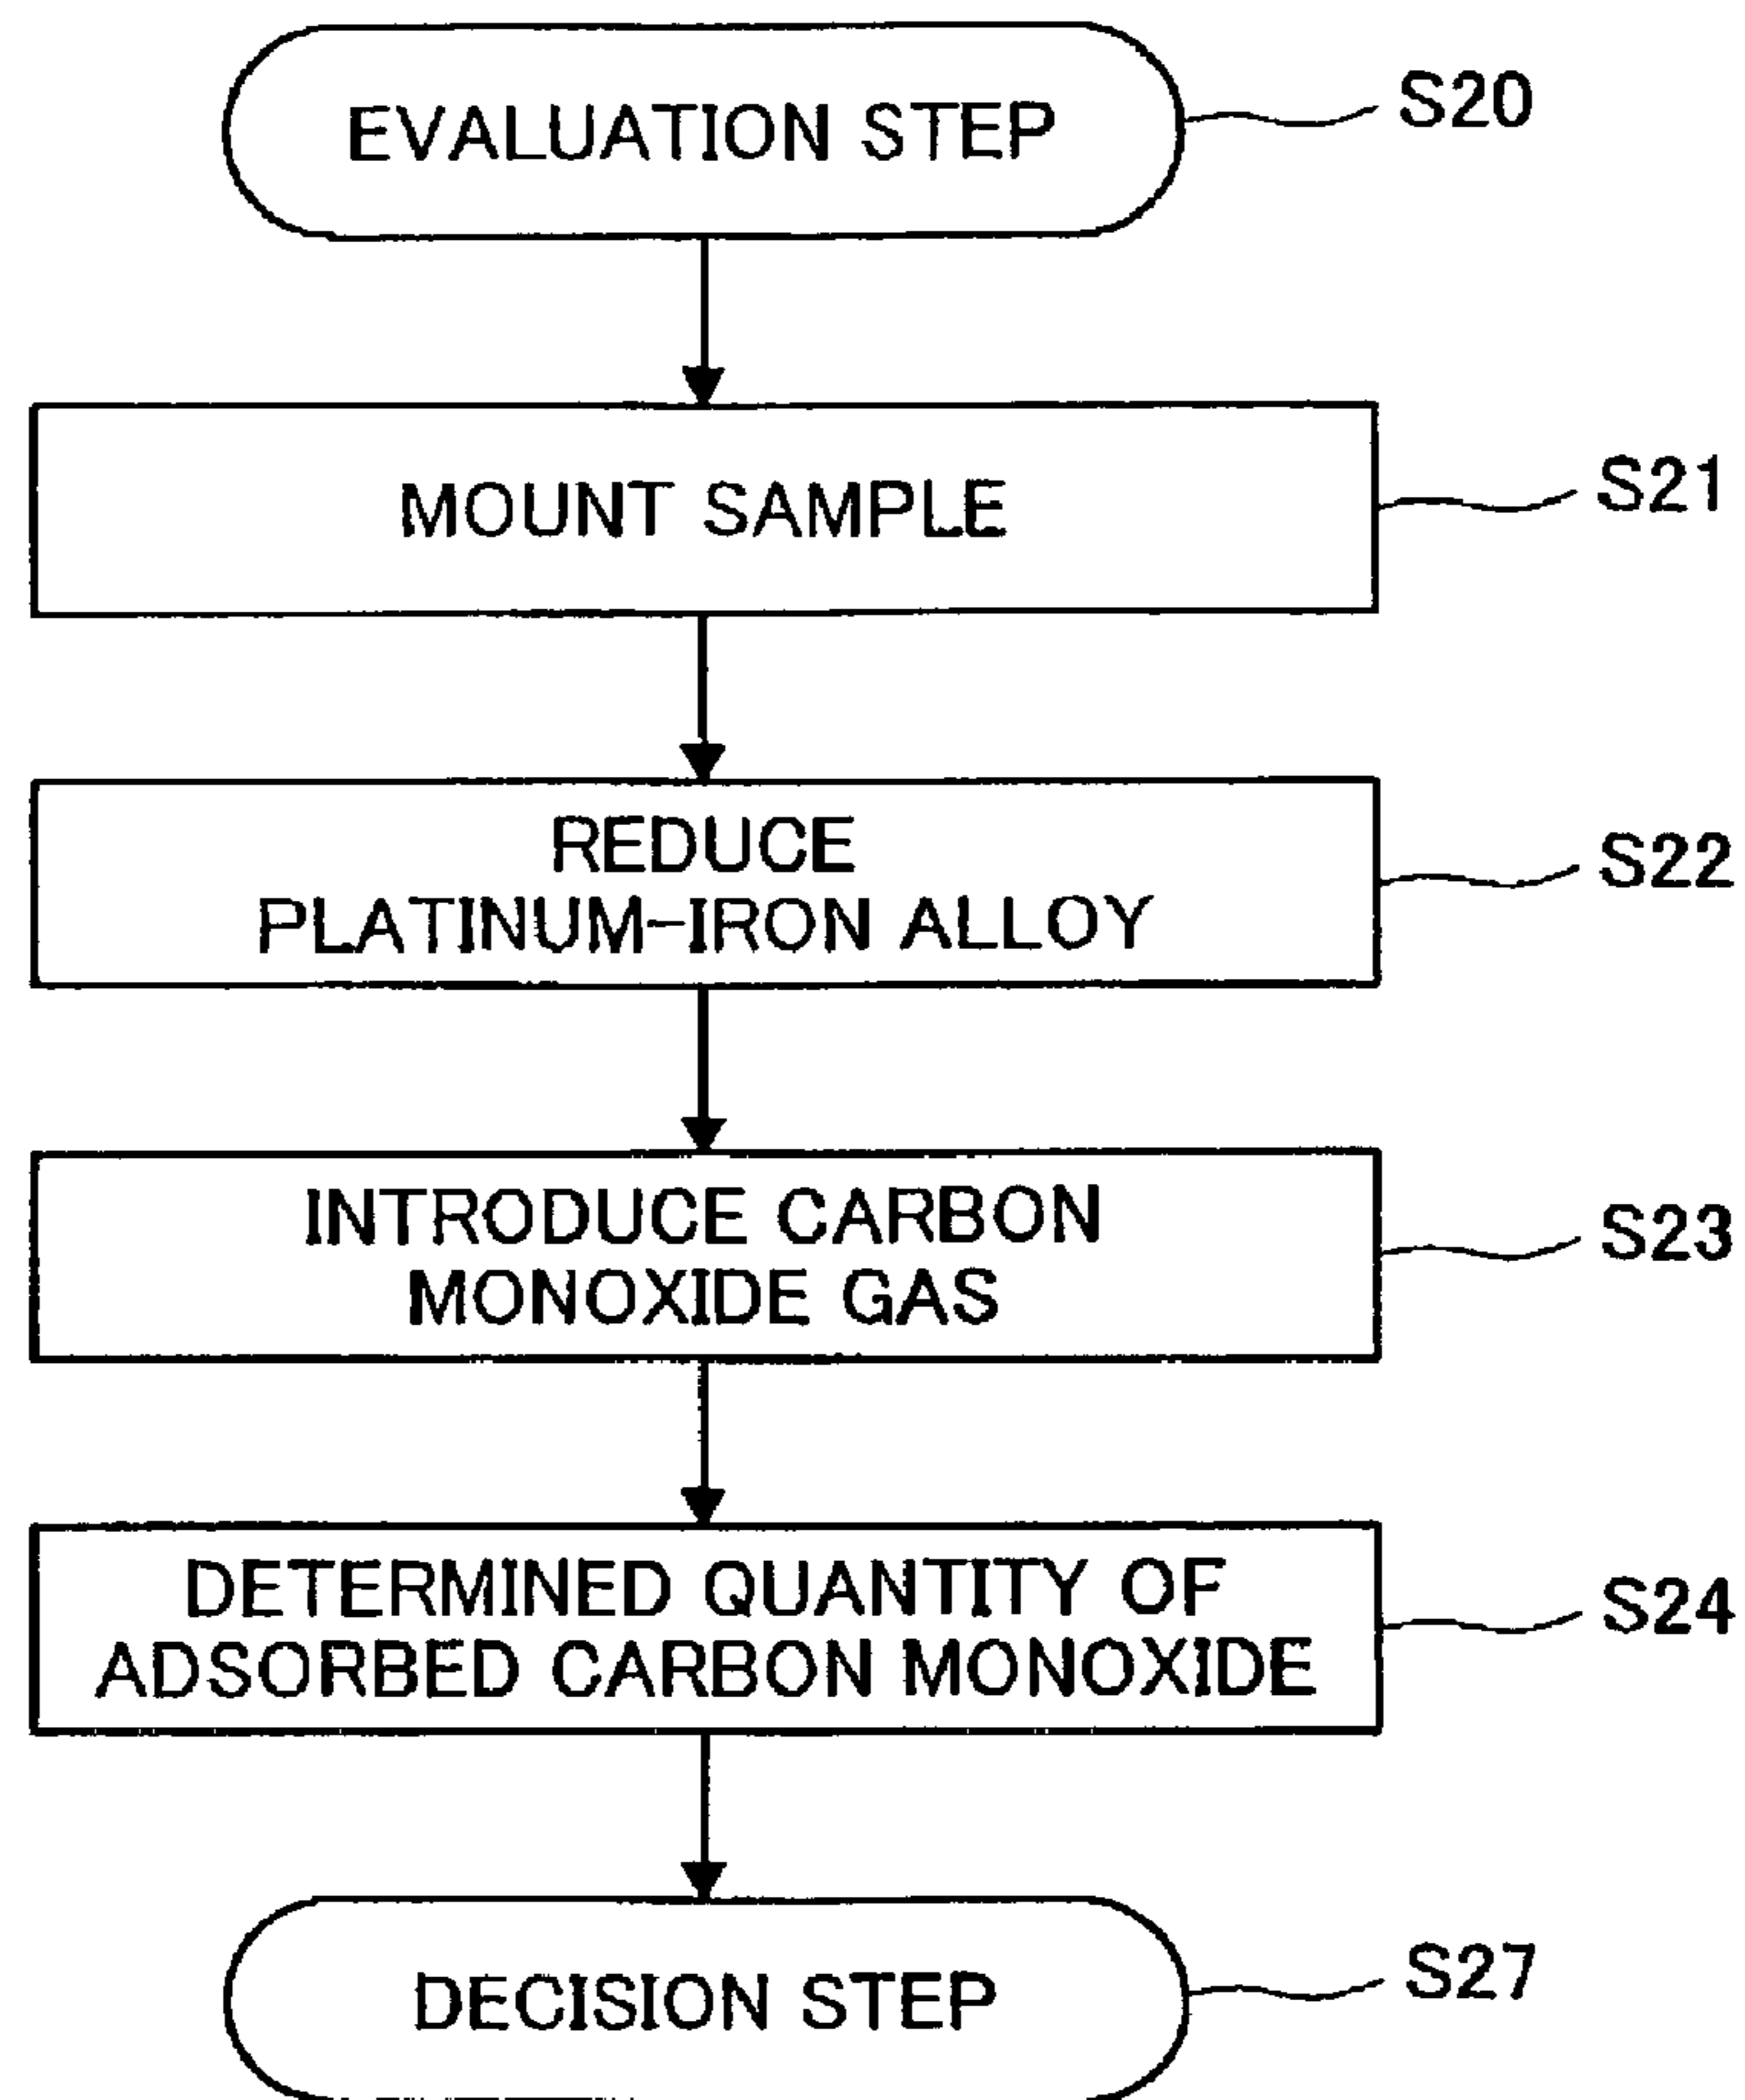 EVALUATION STEP
S20
MOUNT SAMPLE
S21
REDUCE
PLATINUM-IRON ALLOY
S22
INTRODUCE CARBON
MONOXIDE GAS
S23
DETERMINED QUANTITY OF
ADSORBED CARBON MONOXIDE
S24
DECISION STEP
S27